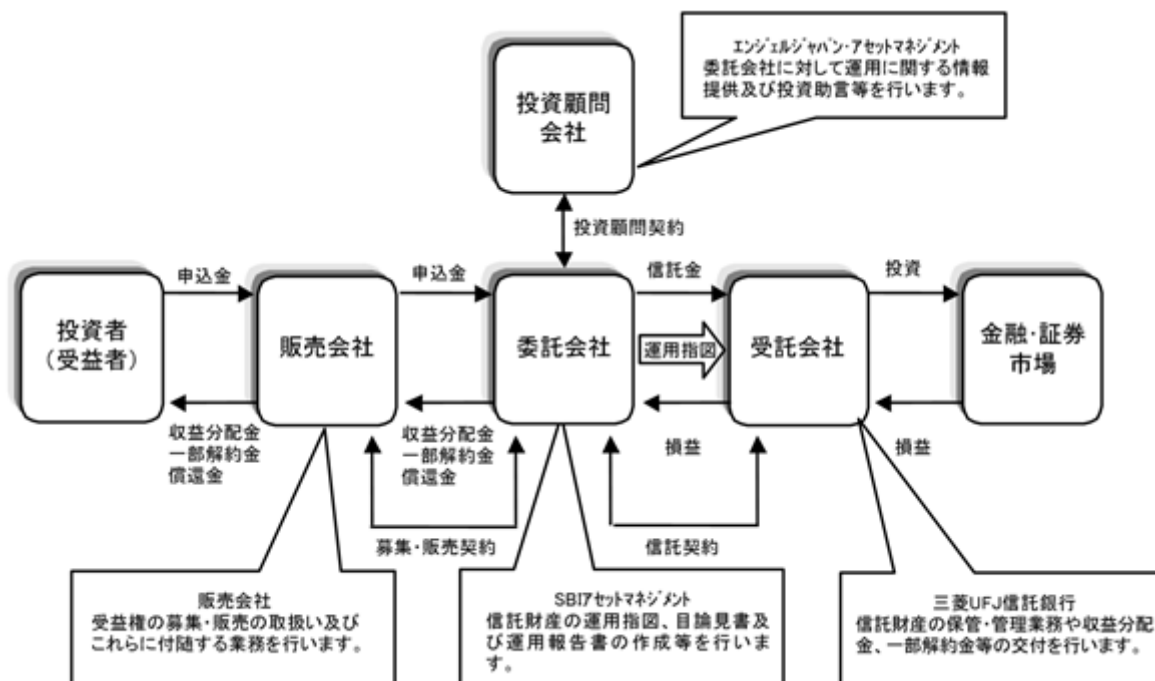 エンジェルジャパン・アセットマネジメント
委託会社に対して運用に関する情報
提供及び投資助言等を行います。
投資顧問
会社
投資顧問契約
申込金
申込金
信託金
投資
投資者
(受益者)
販売会社
委託会社
運用指図
受託会社
金融・証券
市場
収益分配金
一部解約金
償還金
収益分配金
一部解約金
償還金
損益
損益
募集・販売契約
信託契約
販売会社
受益権の募集・販売の取扱い及び
これらに付随する業務を行います。
SBIアセットマネジメント
信託財産の運用指図、目論見書及
び運用報告書の作成等を行いま
す。
三菱UFJ信託銀行
信託財産の保管・管理業務や収益分配
金、一部解約金等の交付を行います。